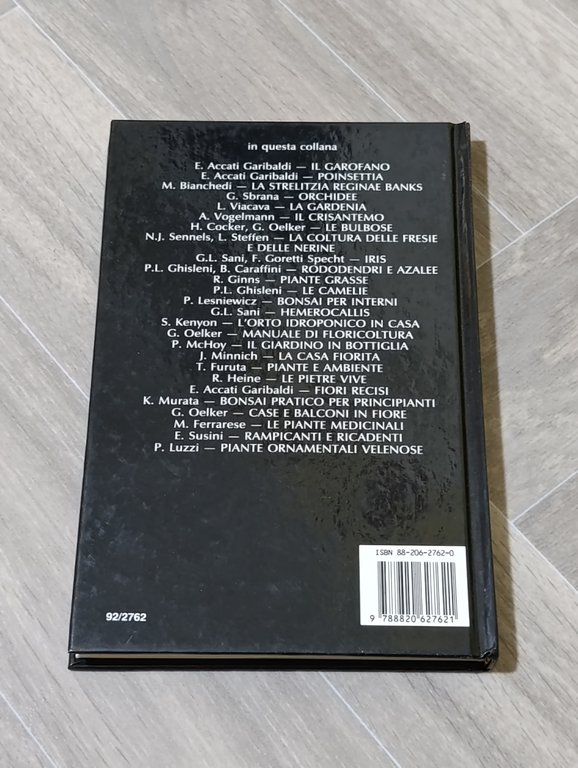 in questa collana
E. Accati Garibaldi — IL GAROFANO
E. Accati Garibaldi — POINSETTIA
M. Bianchedi — LA STRELITZIA REGINAE BANKS
G. Sbrana — ORCHIDEE
L. Viacava — LA GARDENIA
A. Vogelmann — IL CRISANTEMO
H. Cocker, G. Oelker — LE BULBOSE
N.J. Sennels, L. Steffen — LA COLTURA DELLE FRESIE
E DELLE NERINE
G.L. Sani, F. Goretti Specht — IRIS
P.L. Ghisleni, B. Caraffini — RODODENDRI E AZALEE
R. Ginns — PIANTE GRASSE
P.L. Ghisleni — LE CAMELIE
P. Lesniewicz — BONSAI PER INTERNI
G.L. Sani — HEMEROCALLIS
S. Kenyon — L'ORTO IDROPONICO IN CASA
G. Oelker — MANUALE DI FLORICOLTURA
P. McHoy — IL GIARDINO IN BOTTIGLIA
J. Minnich — LA CASA FIORITA
T. Furuta — PIANTE E AMBIENTE
R. Heine — LE PIETRE VIVE
E. Accati Garibaldi — FIORI RECISI
K. Murata — BONSAI PRATICO PER PRINCIPIANTI
G. Oelker — CASE E BALCONI IN FIORE
M. Ferrarese — LE PIANTE MEDICINALI
E. Susini — RAMPICANTI E RICADENTI
P. Luzzi — PIANTE ORNAMENTALI VELENOSE
ISBN 88-206-2762-0
9 788820 627621
92/2762